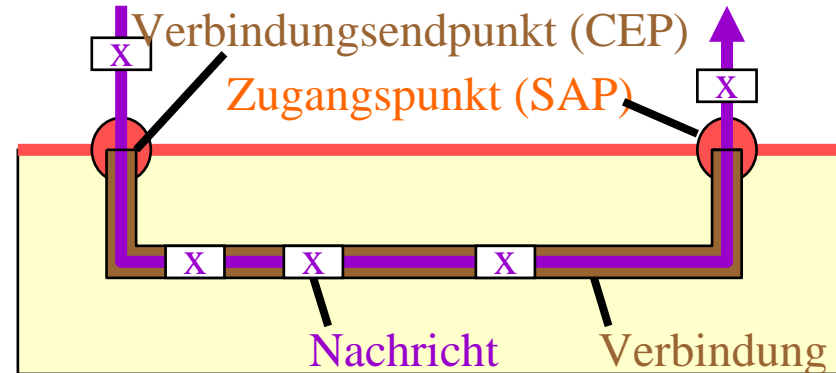 Verbindungsendpunkt (CEP)
x
Zugangspunkt (SAP)
x
x
x
x
Nachricht
Verbindung